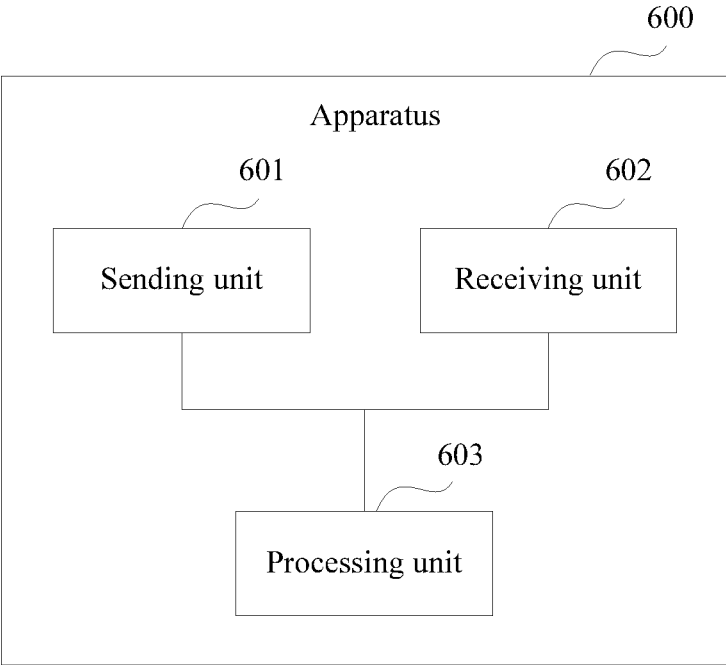 600
Apparatus
601
602
Sending unit
Receiving unit
603
Processing unit